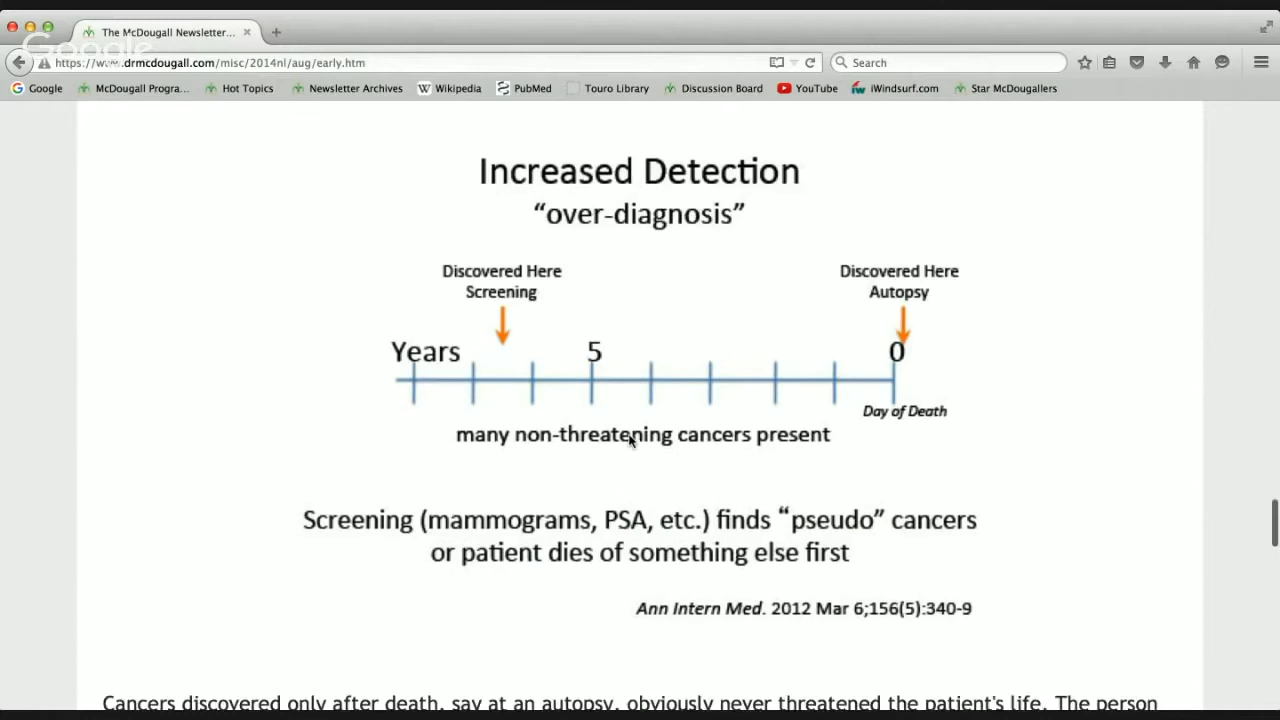 The McDougall Newsletter...
Google
https://www.drmcdougall.com/misc/2014nl/aug/early.htm
Search
Google
McDougall Progra...
Hot Topics
Newsletter Archives
Wikipedia
PubMed
Touro Library
Discussion Board
YouTube
iWindsurf.com
Star McDougallers
Increased Detection
“over-diagnosis”
Discovered Here
Screening
Discovered Here
Autopsy
Years
5
0
Day of Death
many non-threatening cancers present
Screening (mammograms, PSA, etc.) finds “pseudo” cancers
or patient dies of something else first
Ann Intern Med. 2012 Mar 6;156(5):340-9
Cancers discovered only after death, say at an autopsy, obviously never threatened the patient's life. The person